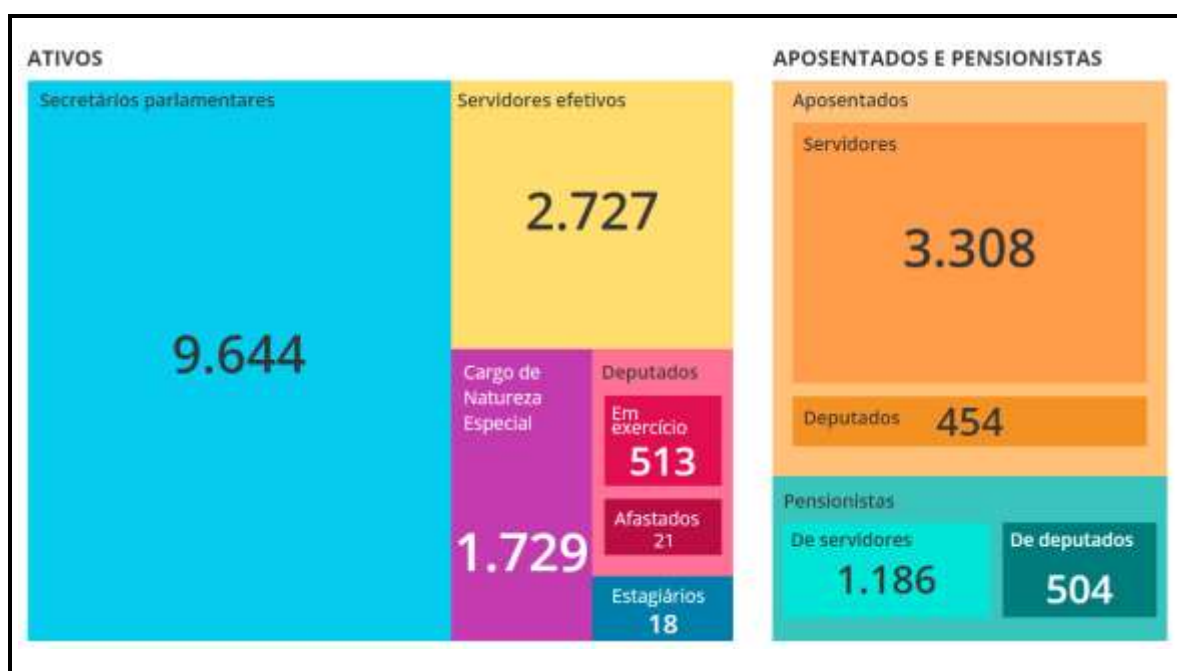 ATIVOS
Secretários parlamentares
9.644
Servidores efetivos
2.727
Cargo de
Natureza
Especial
1.729
Deputados
Em
exercício
513
Afastados
21
Estagiários
18
APOSENTADOS E PENSIONISTAS
Aposentados
Servidores
3.308
Deputados 454
Pensionistas
De servidores
1.186
De deputados
504